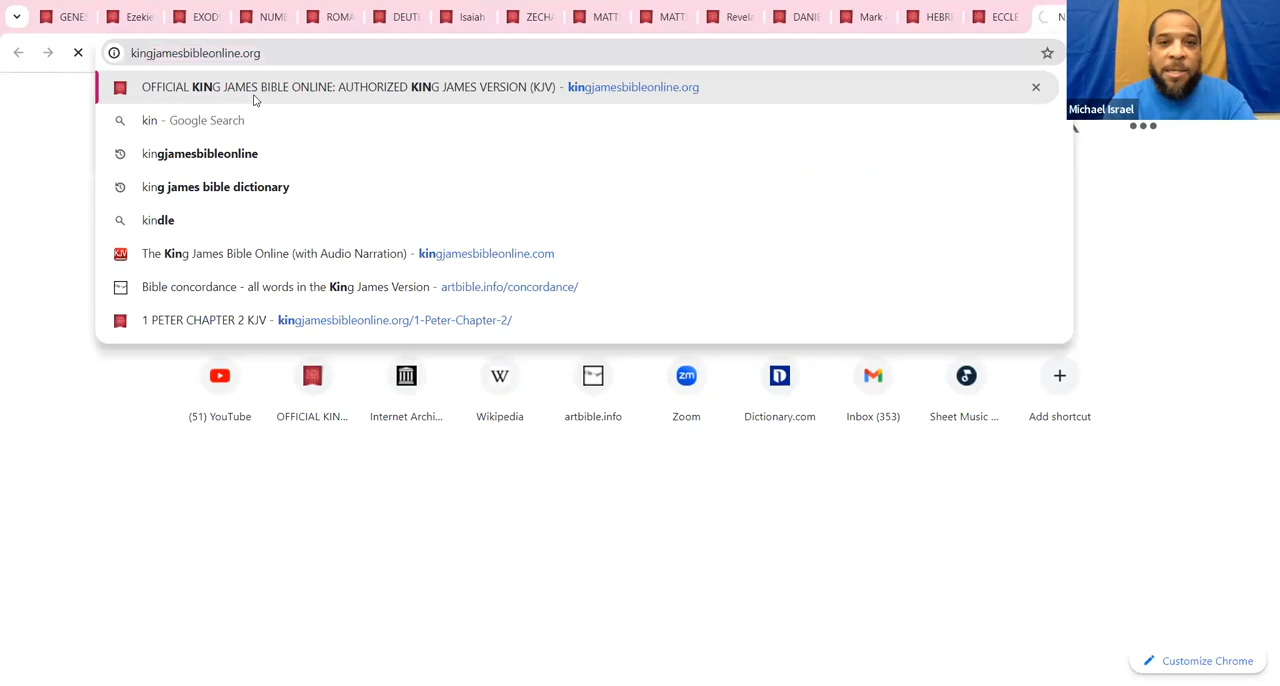 GENE Ezekie EXOD NUME ROMA DEUT Isaiah ZECHA MATT MATT Revela DANIE Mark - HEBRI ECCLE N
kingjamesbibleonline.org
OFFICIAL KING JAMES BIBLE ONLINE: AUTHORIZED KING JAMES VERSION (KJV) - kingjamesbibleonline.org
kin - Google Search
kingjamesbibleonline
king james bible dictionary
kindle
KJV The King James Bible Online (with Audio Narration) - kingjamesbibleonline.com
Bible concordance - all words in the King James Version - artbible.info/concordance/
1 PETER CHAPTER 2 KJV - kingjamesbibleonline.org/1-Peter-Chapter-2/
Michael Israel
W zm
(51) YouTube OFFICIAL KIN... Internet Archi... Wikipedia artbible.info Zoom Dictionary.com Inbox (353) Sheet Music ... Add shortcut
Customize Chrome